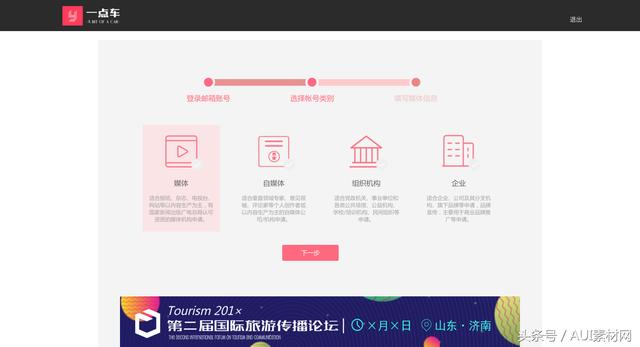 一点车
A BIT OF A CAR
退出
登录邮箱账号
选择帐号类别
填写媒体信息
媒体
自媒体
组织机构
企业
适合报纸、杂志、电视台、
网站等以内容生产为主，有
国家新闻出版广电总局认可
资质的媒体机构申请。
适合垂直领域专家、意见领
袖、评论家等个人创作者或
以内容生产为主的自媒体公
司/机构申请。
适合党政机关、事业单位和
各类公共场馆、公益机构、
学校/培训机构、民间组织等
申请。
适合企业、公司及其分支机
构、旗下品牌等申请，品牌
宣传，主要用于商业品牌推
广等申请。
下一步
Tourism 201×
第二届国际旅游传播论坛
×月×日
山东·济南
THE SECOND INTERNATIONAL FORUM ON TOURISM AND COMMUNICATION
头条号 / AUI素材网